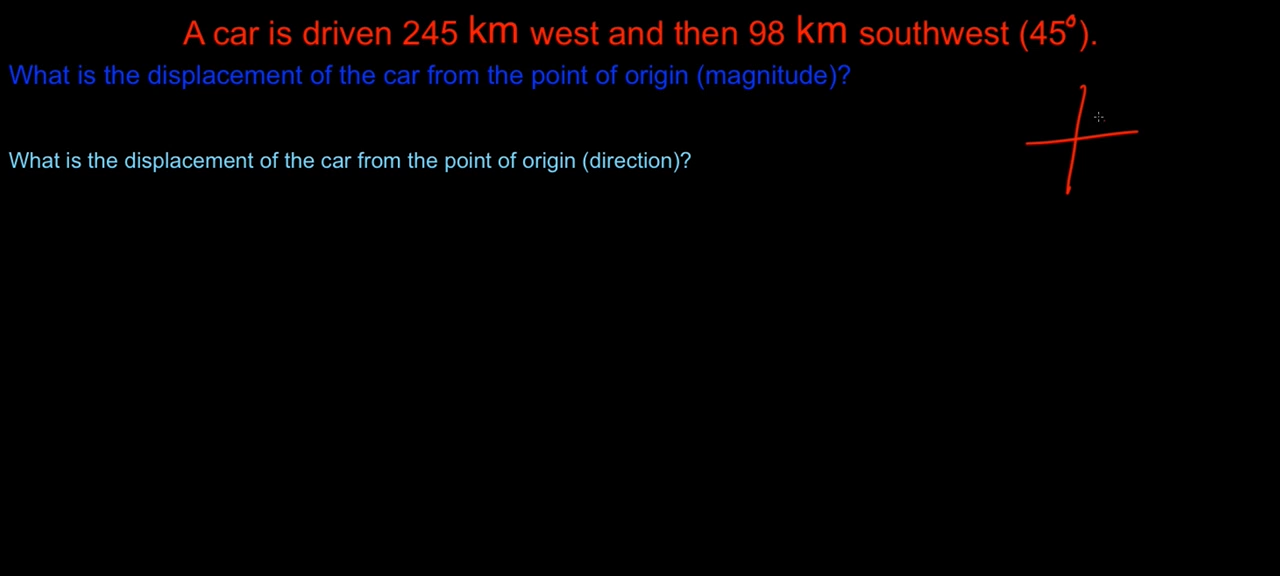 A car is driven 245 km west and then 98 km southwest (45°).
What is the displacement of the car from the point of origin (magnitude)?
What is the displacement of the car from the point of origin (direction)?